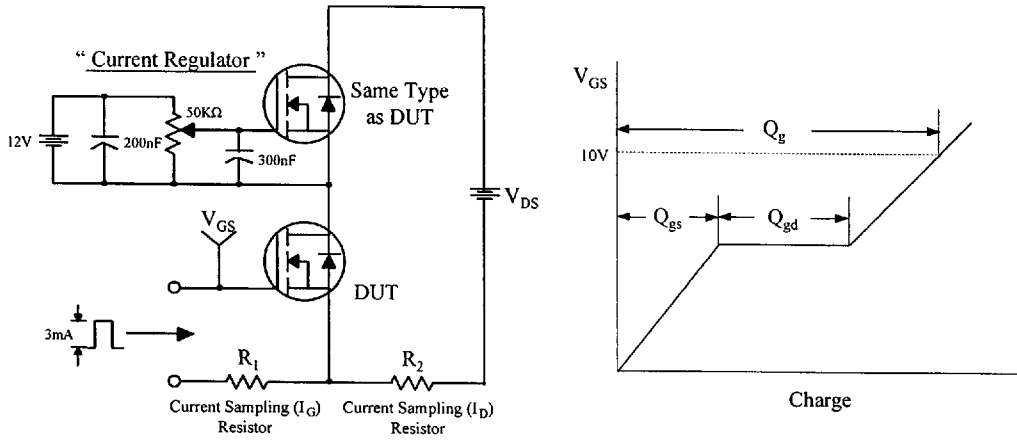 “ Current Regulator ”
50KΩ
12V
200nF
300nF
Same Type
as DUT
V_DS
V_GS
DUT
3mA
R_1
R_2
Current Sampling (I_G)
Resistor
Current Sampling (I_D)
Resistor
V_GS
Q_g
10V
Q_gs
Q_gd
Charge